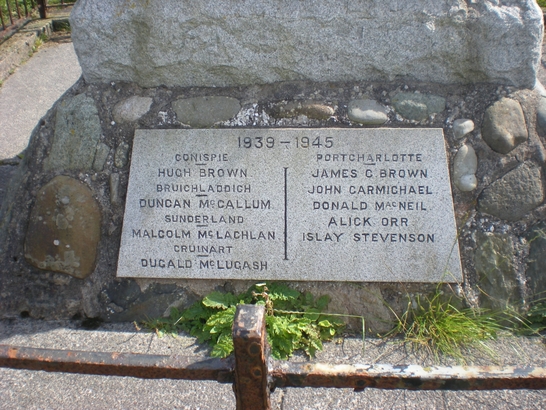 1939-1945
CONISPIE
HUGH BROWN
BRUICHLADDICH
DUNCAN McCALLUM
SUNDERLAND
MALCOLM McLACHLAN
CRUINART
DUGALD McLUGASH
PORTCHARLOTTE
JAMES C. BROWN
JOHN CARMICHAEL
DONALD MacNEIL
ALICK ORR
ISLAY STEVENSON